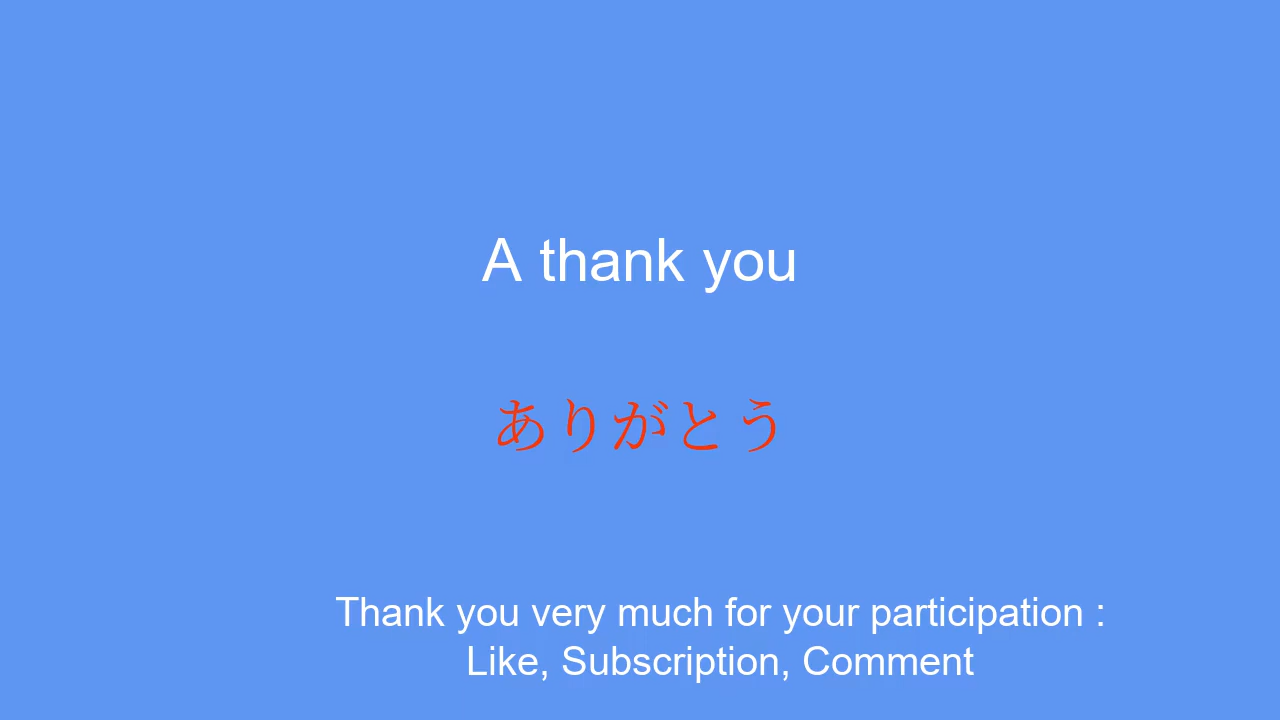 A thank you
ありがとう
Thank you very much for your participation :
Like, Subscription, Comment